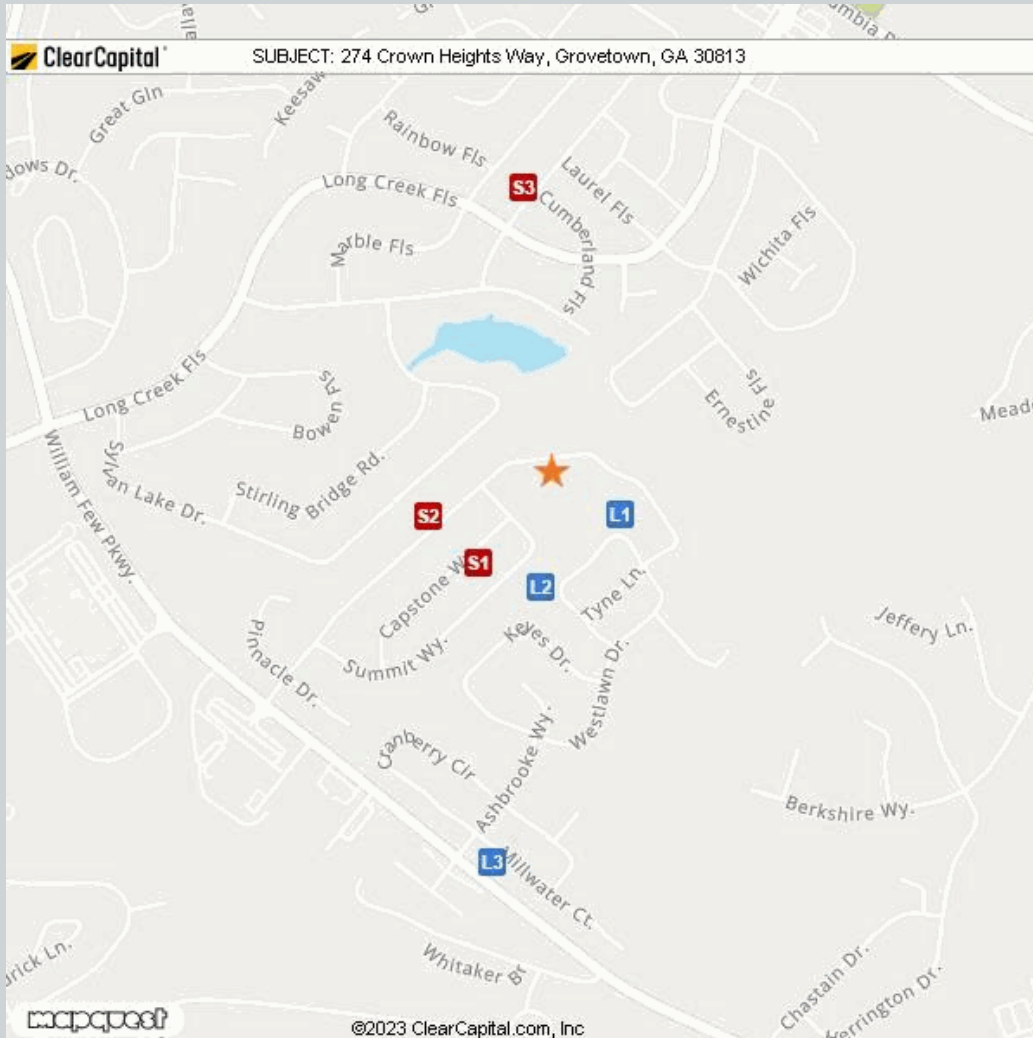 ClearCapital
SUBJECT: 274 Crown Heights Way, Grovetown, GA 30813
Great Gln
Rainbow Fls
Laurel Fls
dows Dr.
Long Creek Fls
S3
Cumberland Fls
Wichita Fls
Marble Fls
Long Creek Fls
Bowen Fls
Ernestine Fls
William Few Pkwy.
Sylvan Lake Dr.
Stirling Bridge Rd.
S2
L1
S1
Capstone W
L2
Tyne Ln.
Jeffery Ln.
Pinnacle Dr.
Summit Wy.
Keyes Dr.
Westlawn Dr.
Cranberry Cir
Ashbrooke Wy.
Berkshire Wy.
L3
Millwater Ct.
Whitaker Br
Chastain Dr.
Herrington Dr.
mapquest
©2023 ClearCapital.com, Inc